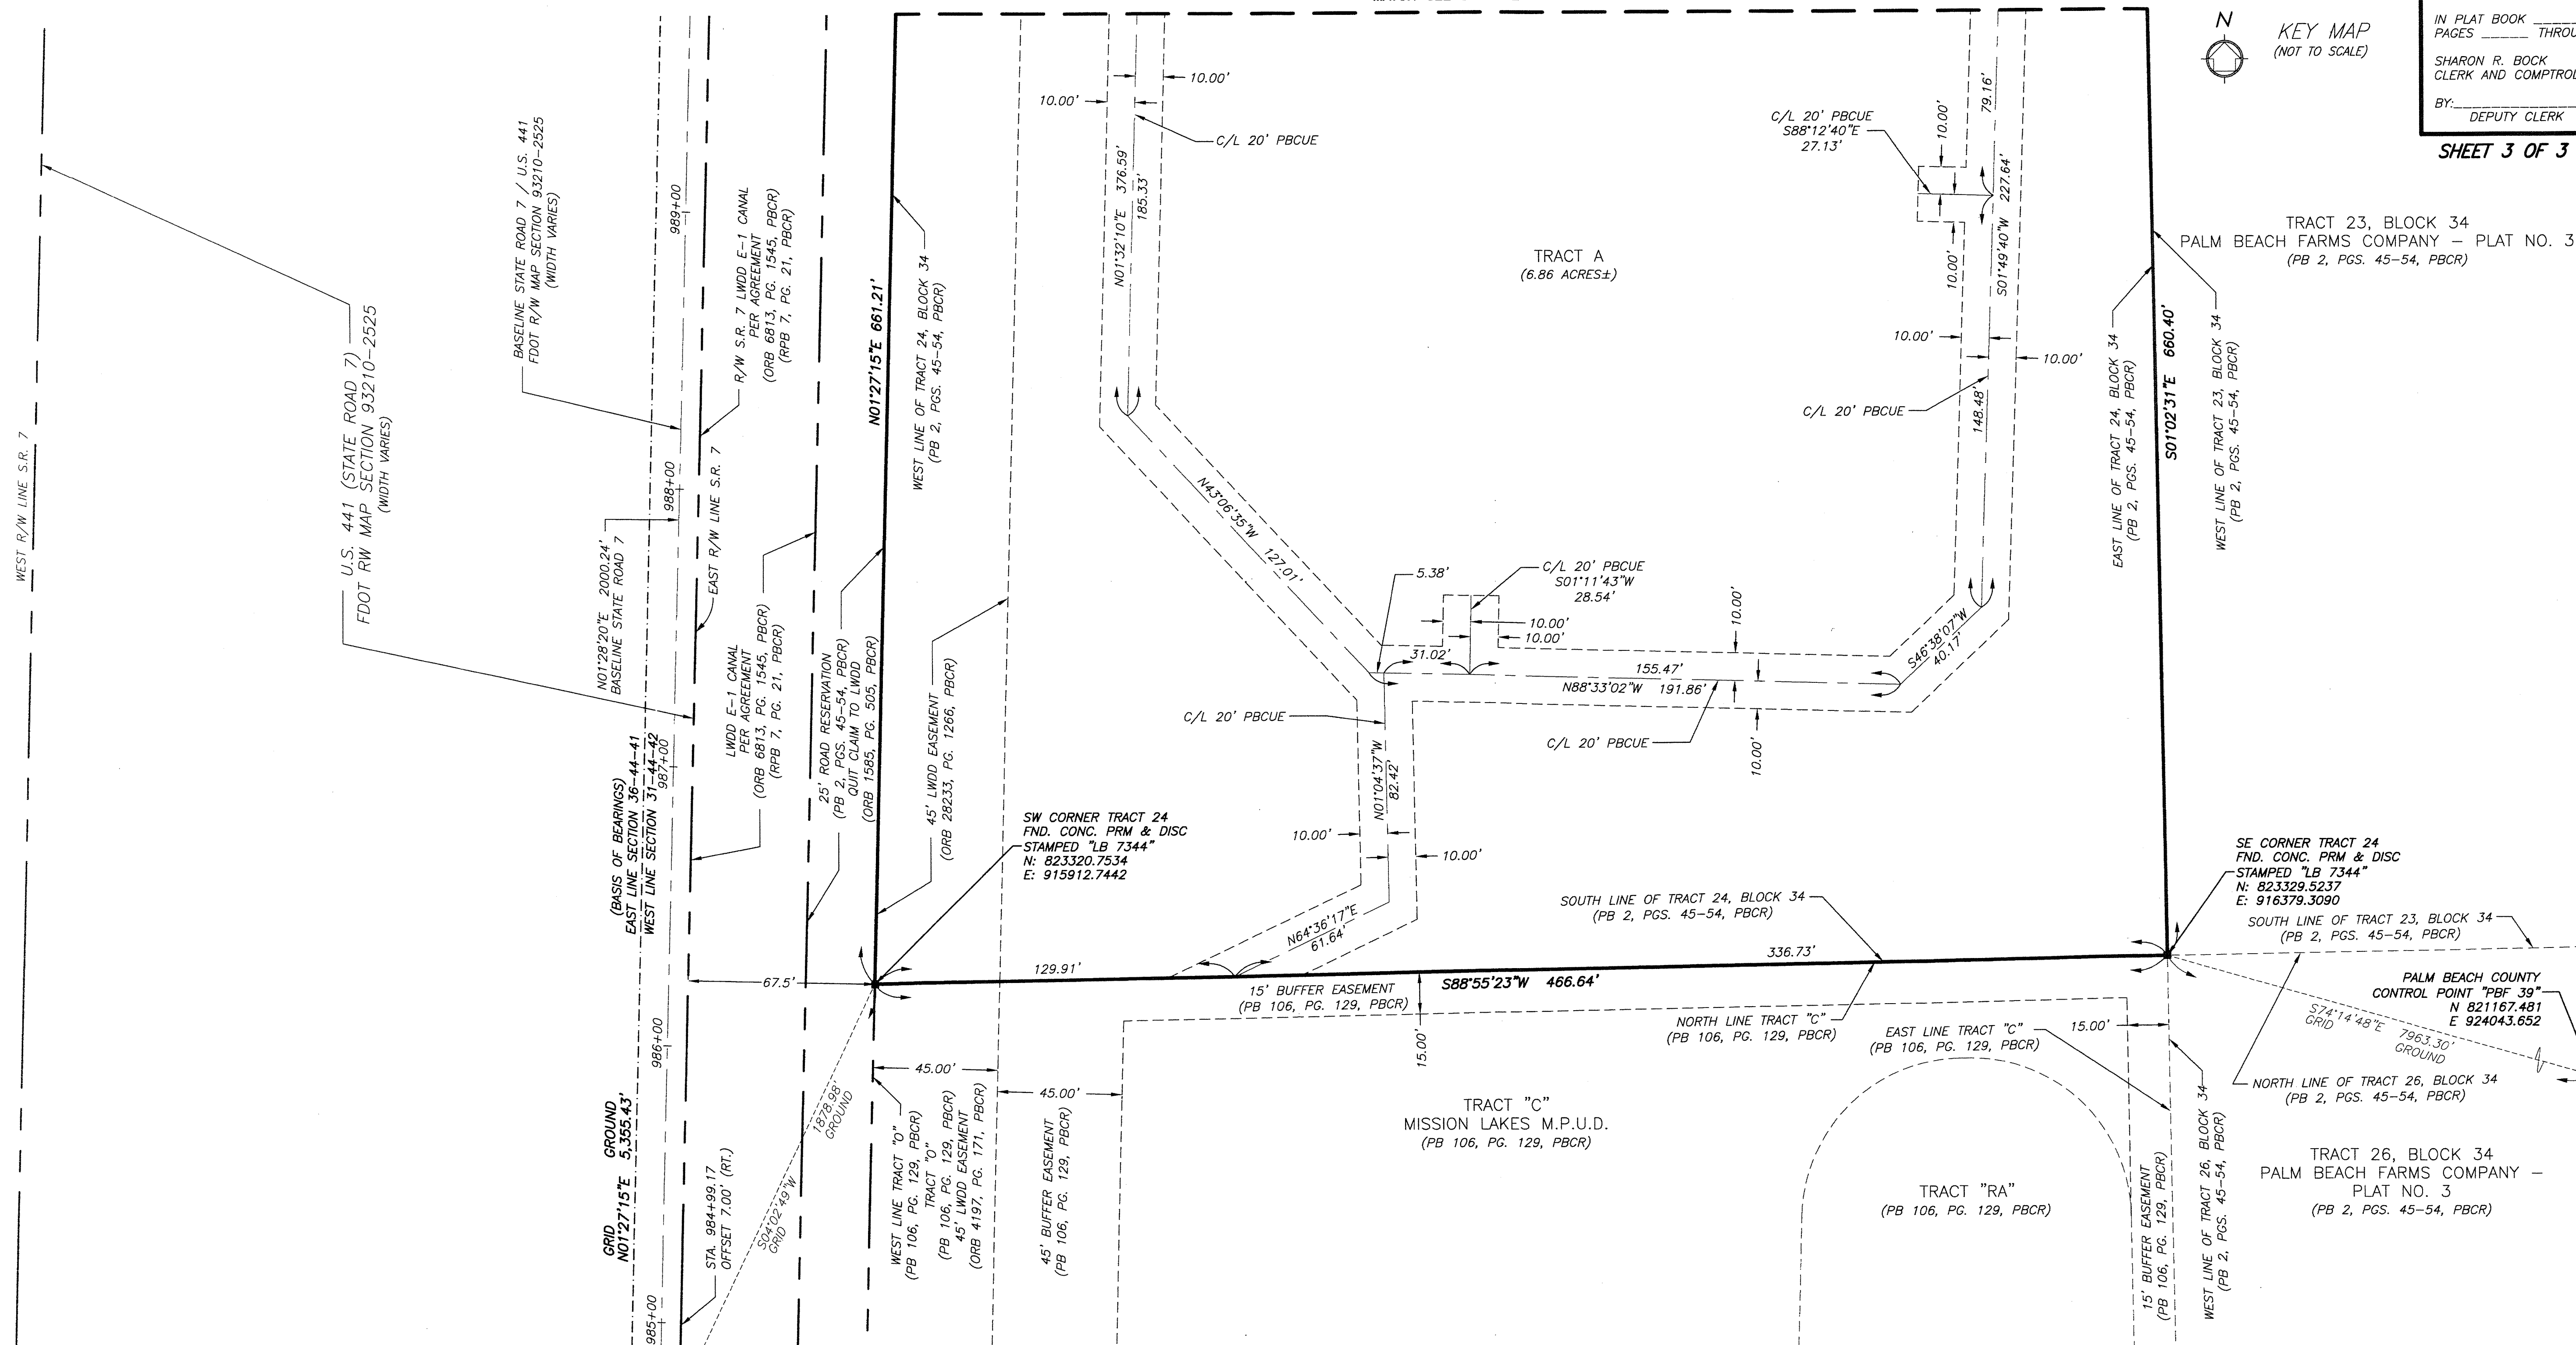 N
KEY MAP
(NOT TO SCALE)
IN PLAT BOOK
PAGES _____ 
SHARON R. BOCK
CLERK AND
BY:
DEPUTY CLERK
SHEET 3 OF 3
WEST R/W LINE S.R. 7
U.S. 441 (STATE ROAD 7)
FDOT RW MAP SECTION 93210-2525
(WIDTH VARIES)
BASELINE STATE ROAD 7 / U.S. 441
FDOT R/W MAP SECTION 93210-2525
(WIDTH VARIES)
989+00
988+00
987+00
986+00
985+00
R/W S.R. 7 LWDD E-1 CANAL
PER AGREEMENT
(ORB 6813, PG. 1545, PBCR)
(RPB 7, PG. 21, PBCR)
N01°28'20"E 2000.24'
BASELINE STATE ROAD 7
EAST R/W LINE S.R. 7
LWDD E-1 CANAL
PER AGREEMENT
(ORB 6813, PG. 1545, PBCR)
(RPB 7, PG. 21, PBCR)
25' ROAD RESERVATION
(PB 2, PGS. 45-54, PBCR)
QUIT CLAIM TO LWDD
(ORB 1585, PG. 505, PBCR)
(BASIS OF BEARINGS)
EAST LINE SECTION 36-44-41
WEST LINE SECTION 31-44-42
GRID GROUND
N01°27'15"E 5,355.43'
STA. 984+99.17
OFFSET 7.00' (RT.)
N01°27'15"E 661.21'
WEST LINE OF TRACT 24, BLOCK 34
(PB 2, PGS. 45-54, PBCR)
45' LWDD EASEMENT
(ORB 28233, PG. 1266, PBCR)
SW CORNER TRACT 24
FND. CONC. PRM & DISC
STAMPED "LB 7344"
N: 823320.7534
E: 915912.7442
67.5'
1878.98'
GROUND
S04°02'49"W
GRID
10.00'
10.00'
C/L 20' PBCUE
N01°32'10"E 376.59'
185.33'
TRACT A
(6.86 ACRES±)
C/L 20' PBCUE
S88°12'40"E
27.13'
10.00'
10.00'
79.16'
S01°49'40"W 227.64'
10.00'
10.00'
C/L 20' PBCUE
148.48'
N43°06'35"W 127.01'
5.38'
C/L 20' PBCUE
S01°11'43"W
28.54'
10.00'
10.00'
31.02'
10.00'
155.47'
N88°33'02"W 191.86'
C/L 20' PBCUE
10.00'
S46°38'07"W
40.17'
C/L 20' PBCUE
N01°04'37"W
82.42'
10.00'
10.00'
N64°36'17"E
61.64'
EAST LINE OF TRACT 24, BLOCK 34
(PB 2, PGS. 45-54, PBCR)
S01°02'31"E 660.40'
WEST LINE OF TRACT 23, BLOCK 34
(PB 2, PGS. 45-54, PBCR)
TRACT 23, BLOCK 34
PALM BEACH FARMS COMPANY - PLAT NO. 3
(PB 2, PGS. 45-54, PBCR)
SOUTH LINE OF TRACT 24, BLOCK 34
(PB 2, PGS. 45-54, PBCR)
129.91'
336.73'
S88°55'23"W 466.64'
15' BUFFER EASEMENT
(PB 106, PG. 129, PBCR)
15.00'
NORTH LINE TRACT "C"
(PB 106, PG. 129, PBCR)
EAST LINE TRACT "C"
(PB 106, PG. 129, PBCR)
15.00'
SE CORNER TRACT 24
FND. CONC. PRM & DISC
STAMPED "LB 7344"
N: 823329.5237
E: 916379.3090
SOUTH LINE OF TRACT 23, BLOCK 34
(PB 2, PGS. 45-54, PBCR)
PALM BEACH COUNTY
CONTROL POINT "PBF 39"
N 821167.481
E 924043.652
S74°14'48"E
GRID
7963.30'
GROUND
NORTH LINE OF TRACT 26, BLOCK 34
(PB 2, PGS. 45-54, PBCR)
TRACT 26, BLOCK 34
PALM BEACH FARMS COMPANY -
PLAT NO. 3
(PB 2, PGS. 45-54, PBCR)
45.00'
45.00'
WEST LINE TRACT "O"
(PB 106, PG. 129, PBCR)
TRACT "O"
(PB 106, PG. 129, PBCR)
45' LWDD EASEMENT
(ORB 4197, PG. 171, PBCR)
45' BUFFER EASEMENT
(PB 106, PG. 129, PBCR)
TRACT "C"
MISSION LAKES M.P.U.D.
(PB 106, PG. 129, PBCR)
TRACT "RA"
(PB 106, PG. 129, PBCR)
15' BUFFER EASEMENT
(PB 106, PG. 129, PBCR)
WEST LINE OF TRACT 26, BLOCK 34
(PB 2, PGS. 45-54, PBCR)